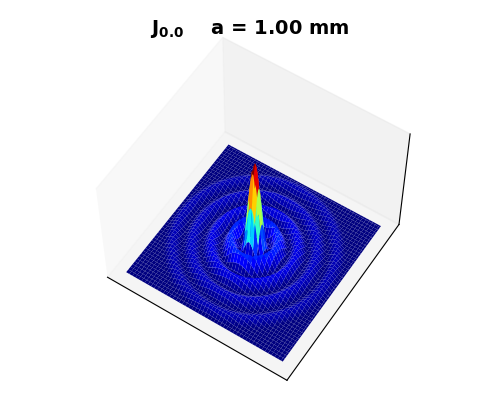 J₀.₀ a = 1.00 mm